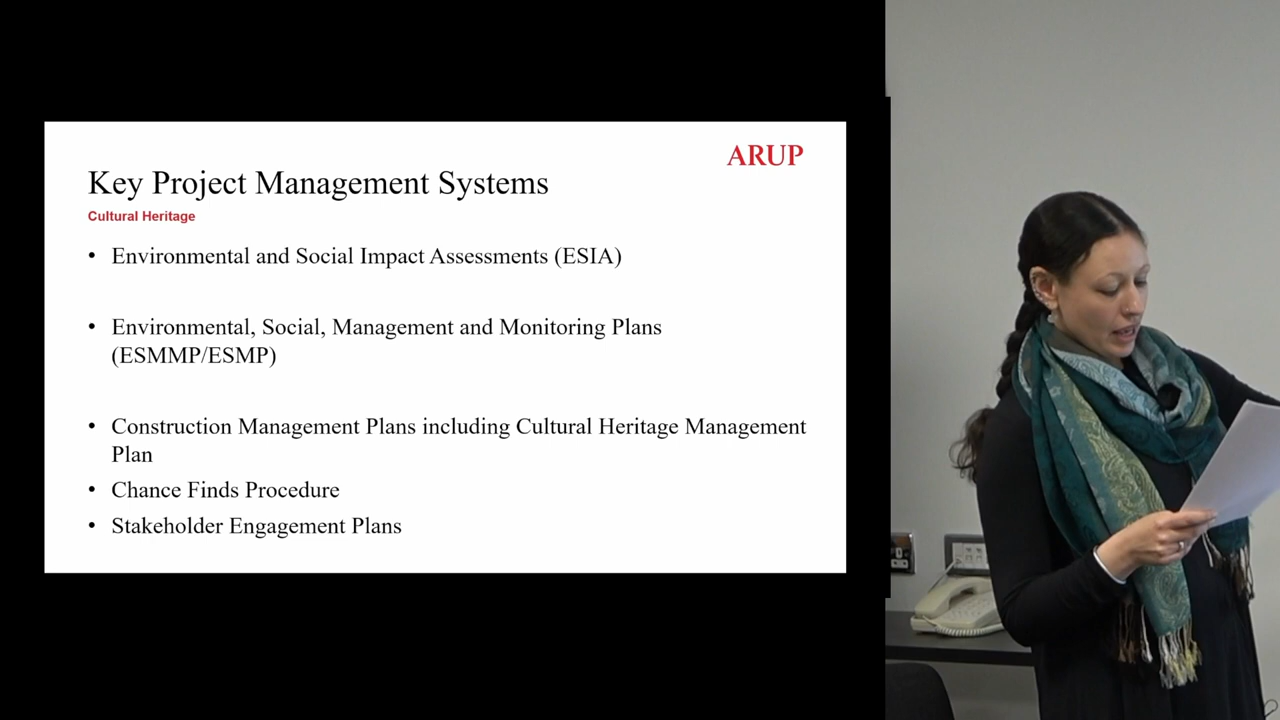 ARUP
Key Project Management Systems
Cultural Heritage
• Environmental and Social Impact Assessments (ESIA)
• Environmental, Social, Management and Monitoring Plans
(ESMMP/ESMP)
• Construction Management Plans including Cultural Heritage Management
Plan
• Chance Finds Procedure
• Stakeholder Engagement Plans